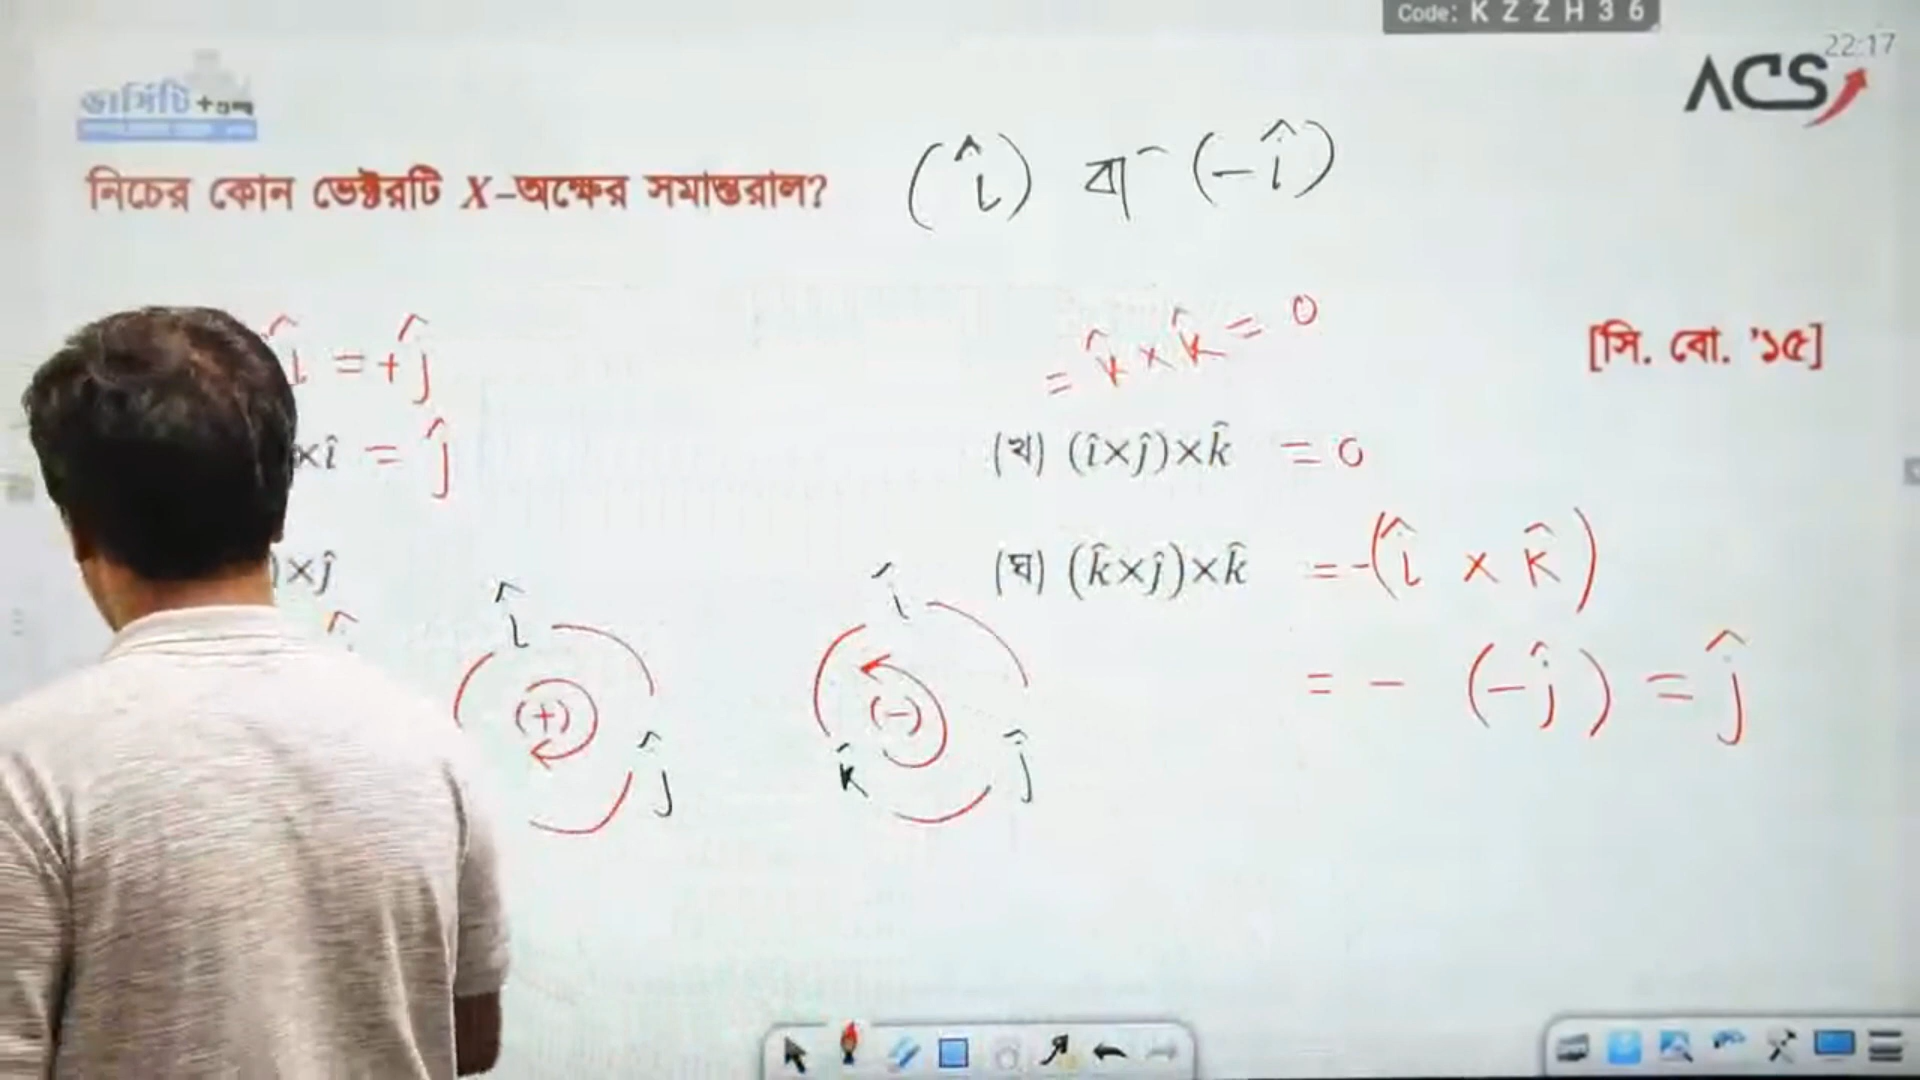 Code: K Z Z H 3 6
22:17
ভার্সিটি +
ACS
নিচের কোন ভেক্টরটি X-অক্ষের সমান্তরাল? (î) বা (-î)
î = +ĵ
= k̂ × k̂ = 0
[সি. বো. '১৫]
×î = ĵ
(খ) (î×ĵ)×k̂ = 0
)×ĵ
(ঘ) (k̂×ĵ)×k̂ = -(î × k̂)
= - (-ĵ) = ĵ
î
(+)
ĵ
î
(-)
k̂
ĵ